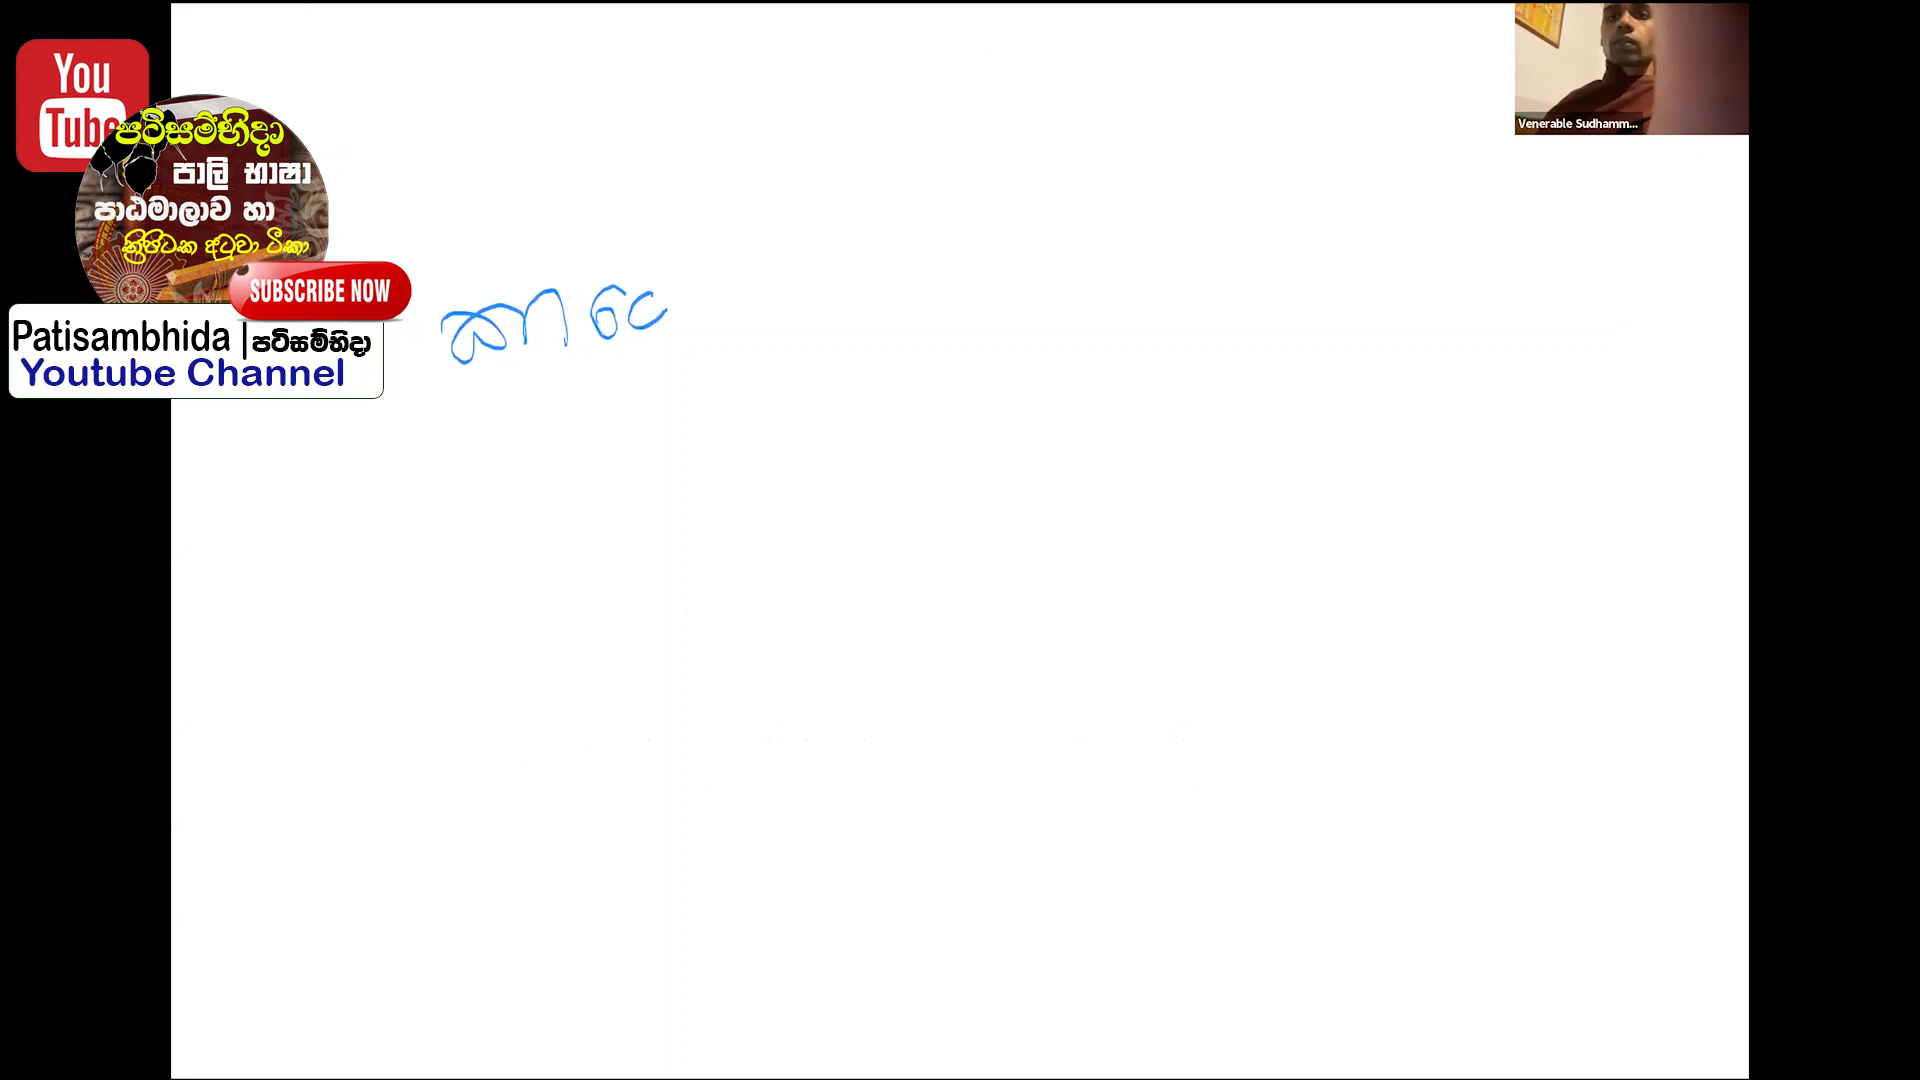 You
Tube
පටිසම්භිදා
පාලි භාෂා
පාඨමාලාව හා
ත්‍රිපිටක අටුවා ටීකා
SUBSCRIBE NOW
Patisambhida | පටිසම්භිදා
Youtube Channel
Venerable Sudhamm...